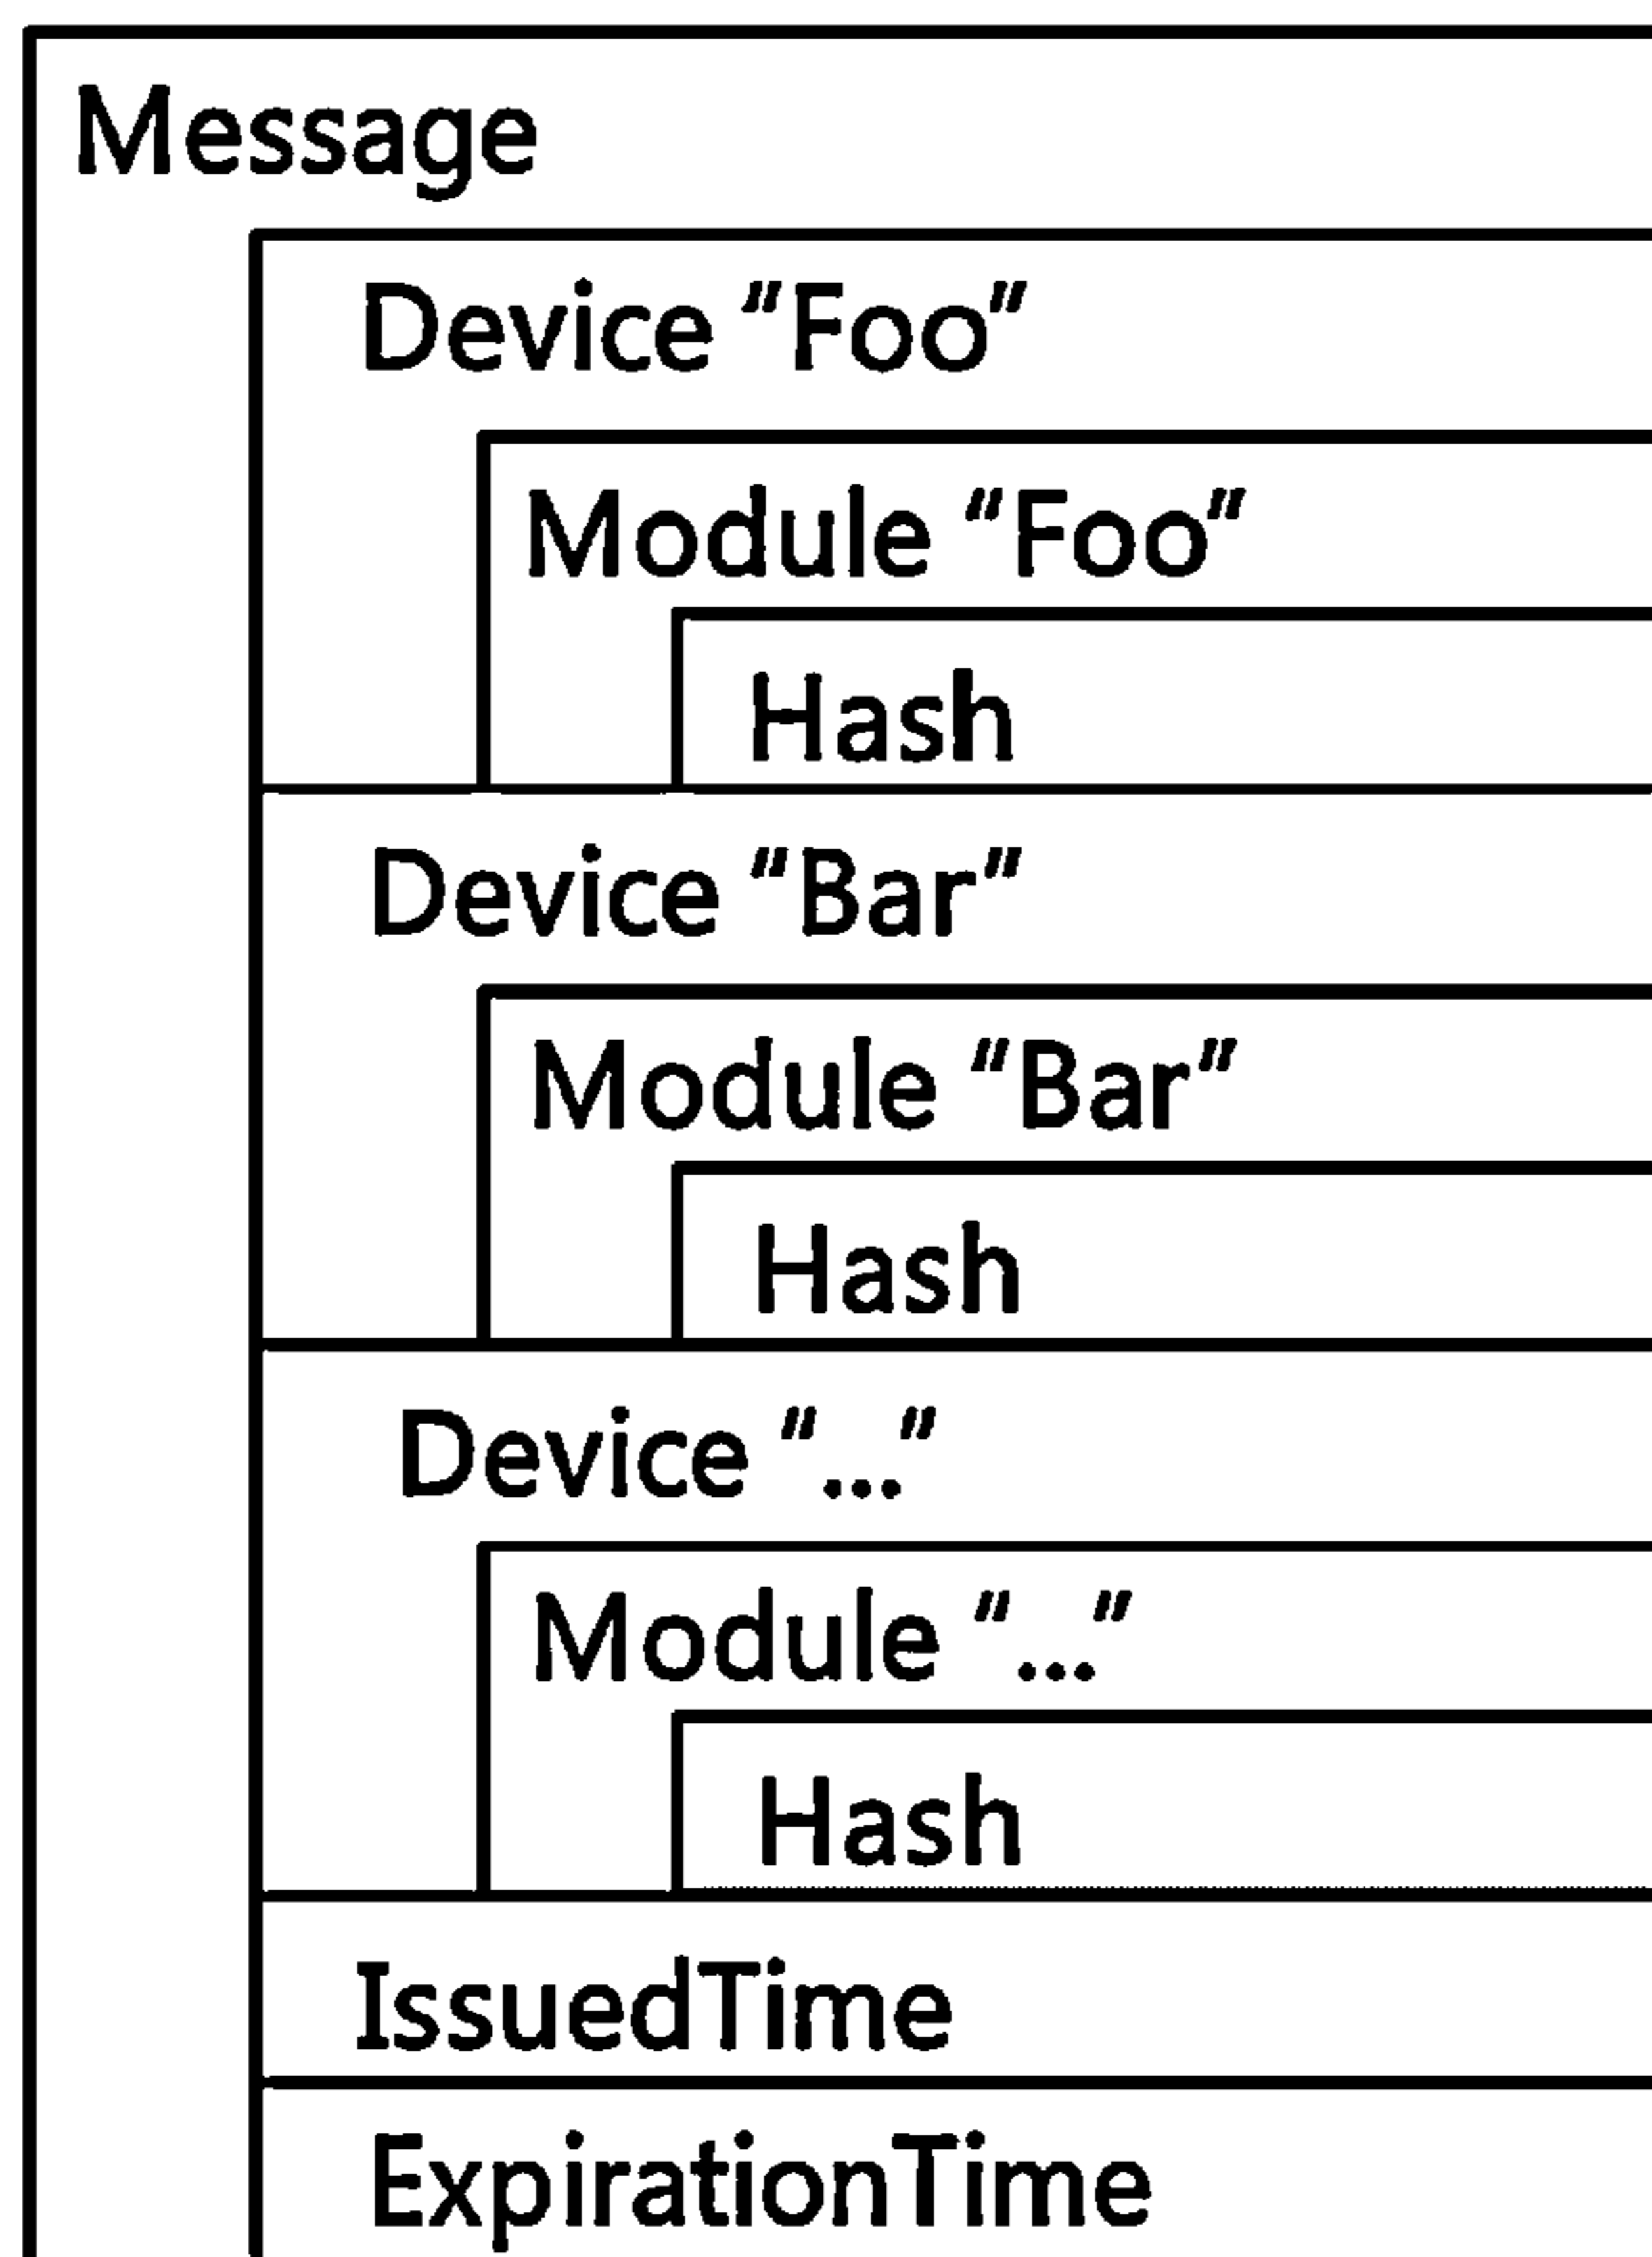 Message
Device “Foo”
Module “Foo”
Hash
Device “Bar”
Module “Bar”
Hash
Device “...”
Module “...”
Hash
IssuedTime
ExpirationTime